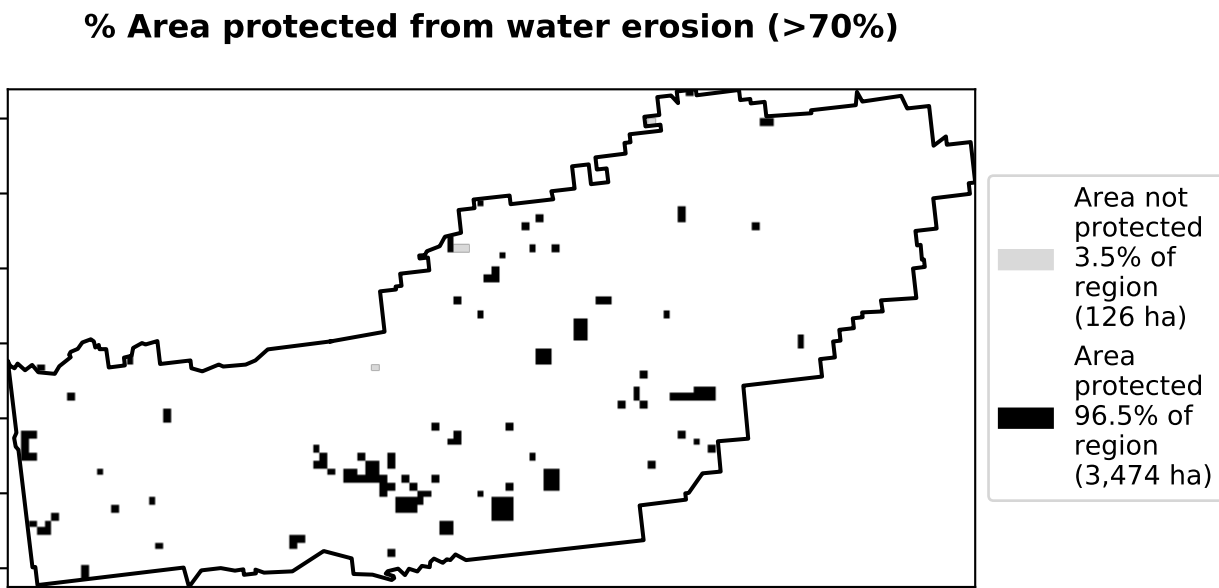 % Area protected from water erosion (>70%)
Area not
protected
3.5% of
region
(126 ha)
Area
protected
96.5% of
region
(3,474 ha)